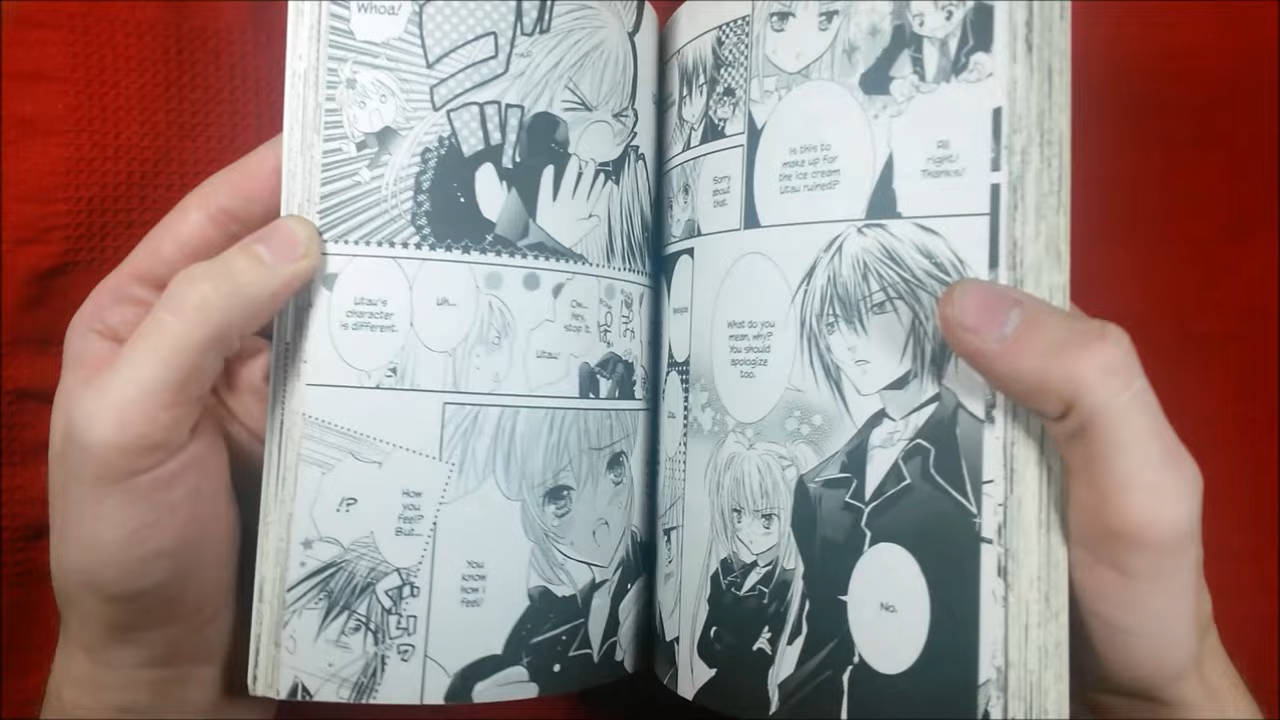 All
right!
Thanks!
Is this to
make up for
the ice cream
Utau ruined?
Sorry
about
that.
What do you
mean, why?
You should
apologize
too.
No.
Whoa!
Hey,
stop it.
Utau!
Uh...
Utau's
character
is different.
You
know
how I
feel!
How
you
feel?
But...
!?